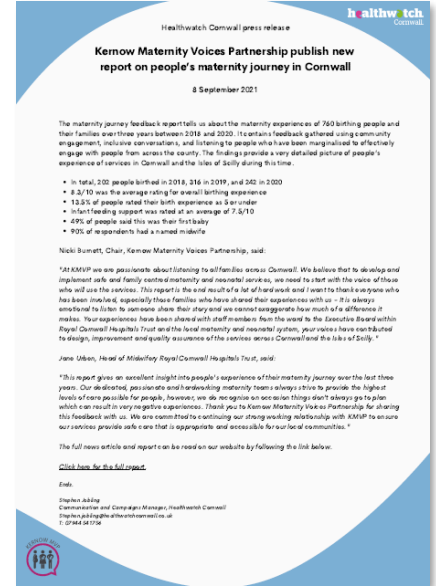 healthwatch
Cornwall
Healthwatch Cornwall press release
Kernow Maternity Voices Partnership publish new
report on people's maternity journey in Cornwall
8 September 2021
The maternity journey feedback report tells us about the maternity experiences of 760 birthing people and
their families over three years between 2018 and 2020. It contains feedback gathered using community
engagement, inclusive conversations, and listening to people who have been marginalised to effectively
engage with people from across the county. The findings provide a very detailed picture of people's
experience of services in Cornwall and the Isles of Scilly during this time.
• In total, 202 people birthed in 2018, 316 in 2019, and 242 in 2020
• 8.3/10 was the average rating for overall birthing experience
• 13.5% of people rated their birth experience as 5 or under
• Infant feeding support was rated at an average of 7.5/10
• 49% of people said this was their first baby
• 90% of respondents had a named midwife
Nicki Burnett, Chair, Kernow Maternity Voices Partnership, said:
"At KMVP we are passionate about listening to all families across Cornwall. We believe that to develop and
implement safe and family centred maternity and neonatal services, we need to start with the voice of those
who will use the services. This report is the end result of a lot of hard work and I want to thank everyone who
has been involved, especially those families who have shared their experiences with us – it is always
emotional to listen to someone share their story and we cannot exaggerate how much of a difference it
makes. Your experiences have been shared with staff members from the ward to the Executive Board within
Royal Cornwall Hospitals Trust and the local maternity and neonatal system, your voices have contributed
to design, improvement and quality assurance of the services across Cornwall and the Isles of Scilly."
Jane Urben, Head of Midwifery Royal Cornwall Hospitals Trust, said:
"This report gives an excellent insight into people's experience of their maternity journey over the last three
years. Our dedicated, passionate and hardworking maternity teams always strive to provide the highest
levels of care possible for people, however, we do recognise on occasion things don't always go to plan
which can result in very negative experiences. Thank you to Kernow Maternity Voices Partnership for sharing
this feedback with us. We are committed to continuing our strong working relationship with KMVP to ensure
our services provide safe care that is appropriate and accessible for our local communities."
The full news article and report can be read on our website by following the link below.
Click here for the full report.
Ends.
Stephen Jobling
Communication and Campaigns Manager, Healthwatch Cornwall
Stephen.jobling@healthwatchcornwall.co.uk
T: 07944 541756
KERNOW MVP